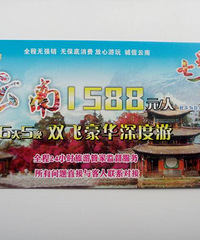 全程无强销 无保底消费 放心游玩 诚信云南
云南1588元/人
6天5晚 双飞豪华深度游
全程24小时旅游管家监督服务
所有问题直接与客人联系对接